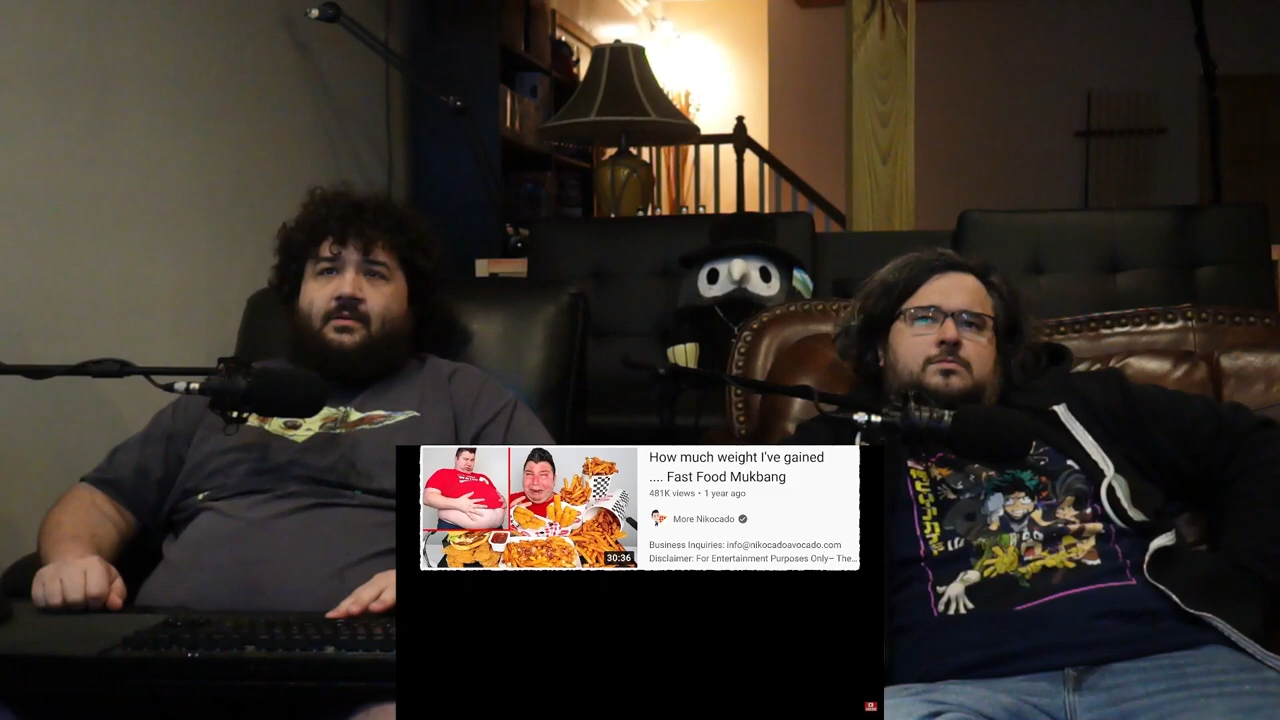 How much weight I've gained
.... Fast Food Mukbang
481K views • 1 year ago
More Nikocado
Business Inquiries: info@nikocadoavocado.com
Disclaimer: For Entertainment Purposes Only~ The...
30:36